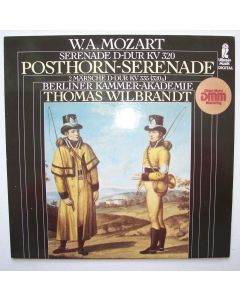 W.A. MOZART
SERENADE D-DUR KV 320
POSTHORN-SERENADE
2 MÄRSCHE D-DUR KV 335 (320a)
BERLINER KAMMER-AKADEMIE
THOMAS WILBRANDT
DIGITAL
DMM